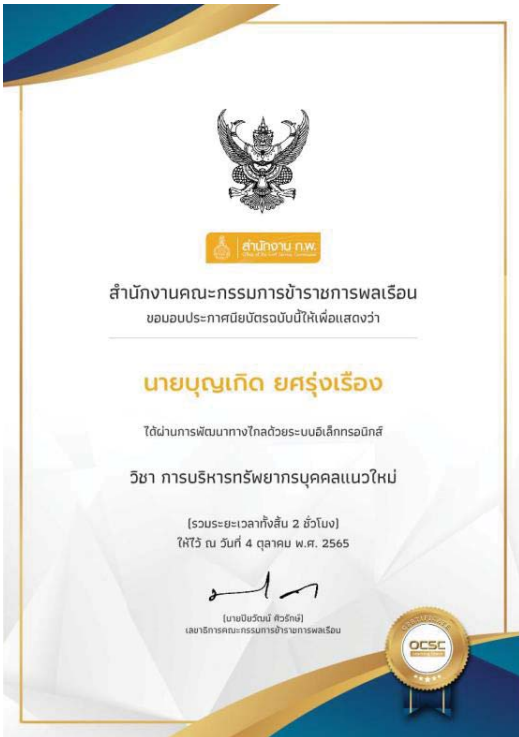 สำนักงาน ก.พ.
สำนักงานคณะกรรมการข้าราชการพลเรือน
ขอมอบประกาศนียบัตรฉบับนี้ให้เพื่อแสดงว่า
นายบุญเกิด ยศรุ่งเรือง
ได้ผ่านการพัฒนาทางไกลด้วยระบบอิเล็กทรอนิกส์
วิชา การบริหารทรัพยากรบุคคลแนวใหม่
(รวมระยะเวลาทั้งสิ้น 2 ชั่วโมง)
ให้ไว้ ณ วันที่ 4 ตุลาคม พ.ศ. 2565
(นายปิยวัฒน์ ศิวรักษ์)
เลขาธิการคณะกรรมการข้าราชการพลเรือน
CERTIFICATE
OCSC